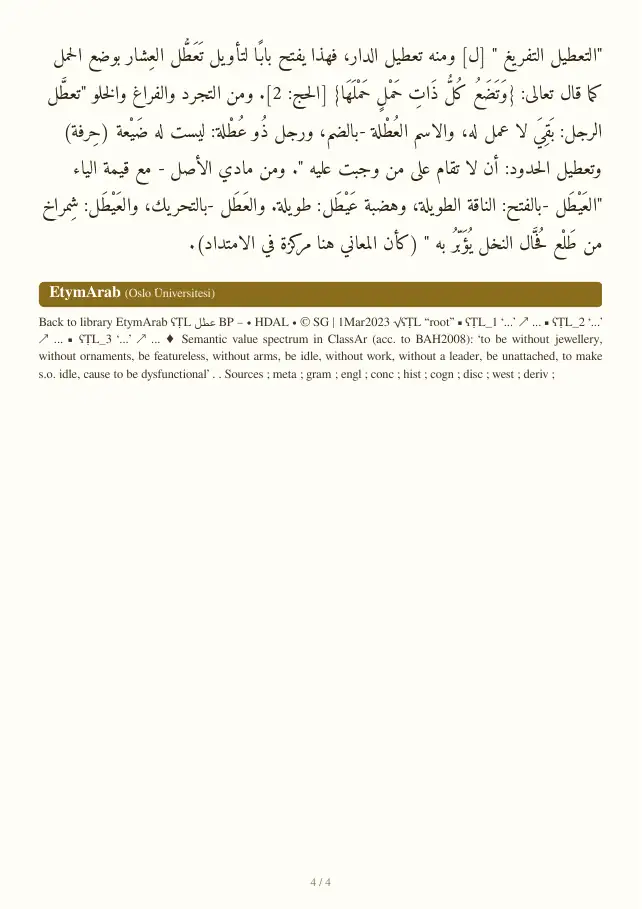 "التعطيل التفريغ " [ل] ومنه تعطيل الدار، فهذا يفتح بابًا لتأويل تَعَطُّل العِشار بوضع الحمل
كما قال تعالى: {وَتَضَعُ كُلُّ ذَاتِ حَمْلٍ حَمْلَهَا} [الحج: 2]. ومن التجرد والفراغ والخلو "تعطَّل
الرجل: بَقِيَ لا عمل له، والاسم العُطْلة -بالضم، ورجل ذُو عُطْلة: ليست له ضَيْعة (حِرفة)
وتعطيل الحدود: أن لا تقام على من وجبت عليه ". ومن مادي الأصل - مع قيمة الياء
"العَيْطَل -بالفتح: الناقة الطويلة، وهضبة عَيْطَل: طويلة. والعَطَل -بالتحريك، والعَيْطَل: شِمراخ
من طَلْع فُحَّال النخل يُؤَبَّرُ به " (كأن المعاني هنا مركزة في الامتداد).
EtymArab (Oslo Üniversitesi)
Back to library EtymArab ʕṬL عطل BP – • HDAL • © SG | 1Mar2023 √ʕṬL “root” ▪ ʕṬL_1 ‘...’ ↗ ... ▪ ʕṬL_2 ‘...’
↗ ... ▪ ʕṬL_3 ‘...’ ↗ ... ♦ Semantic value spectrum in ClassAr (acc. to BAH2008): ‘to be without jewellery,
without ornaments, be featureless, without arms, be idle, without work, without a leader, be unattached, to make
s.o. idle, cause to be dysfunctional’ . . Sources ; meta ; gram ; engl ; conc ; hist ; cogn ; disc ; west ; deriv ;
4 / 4